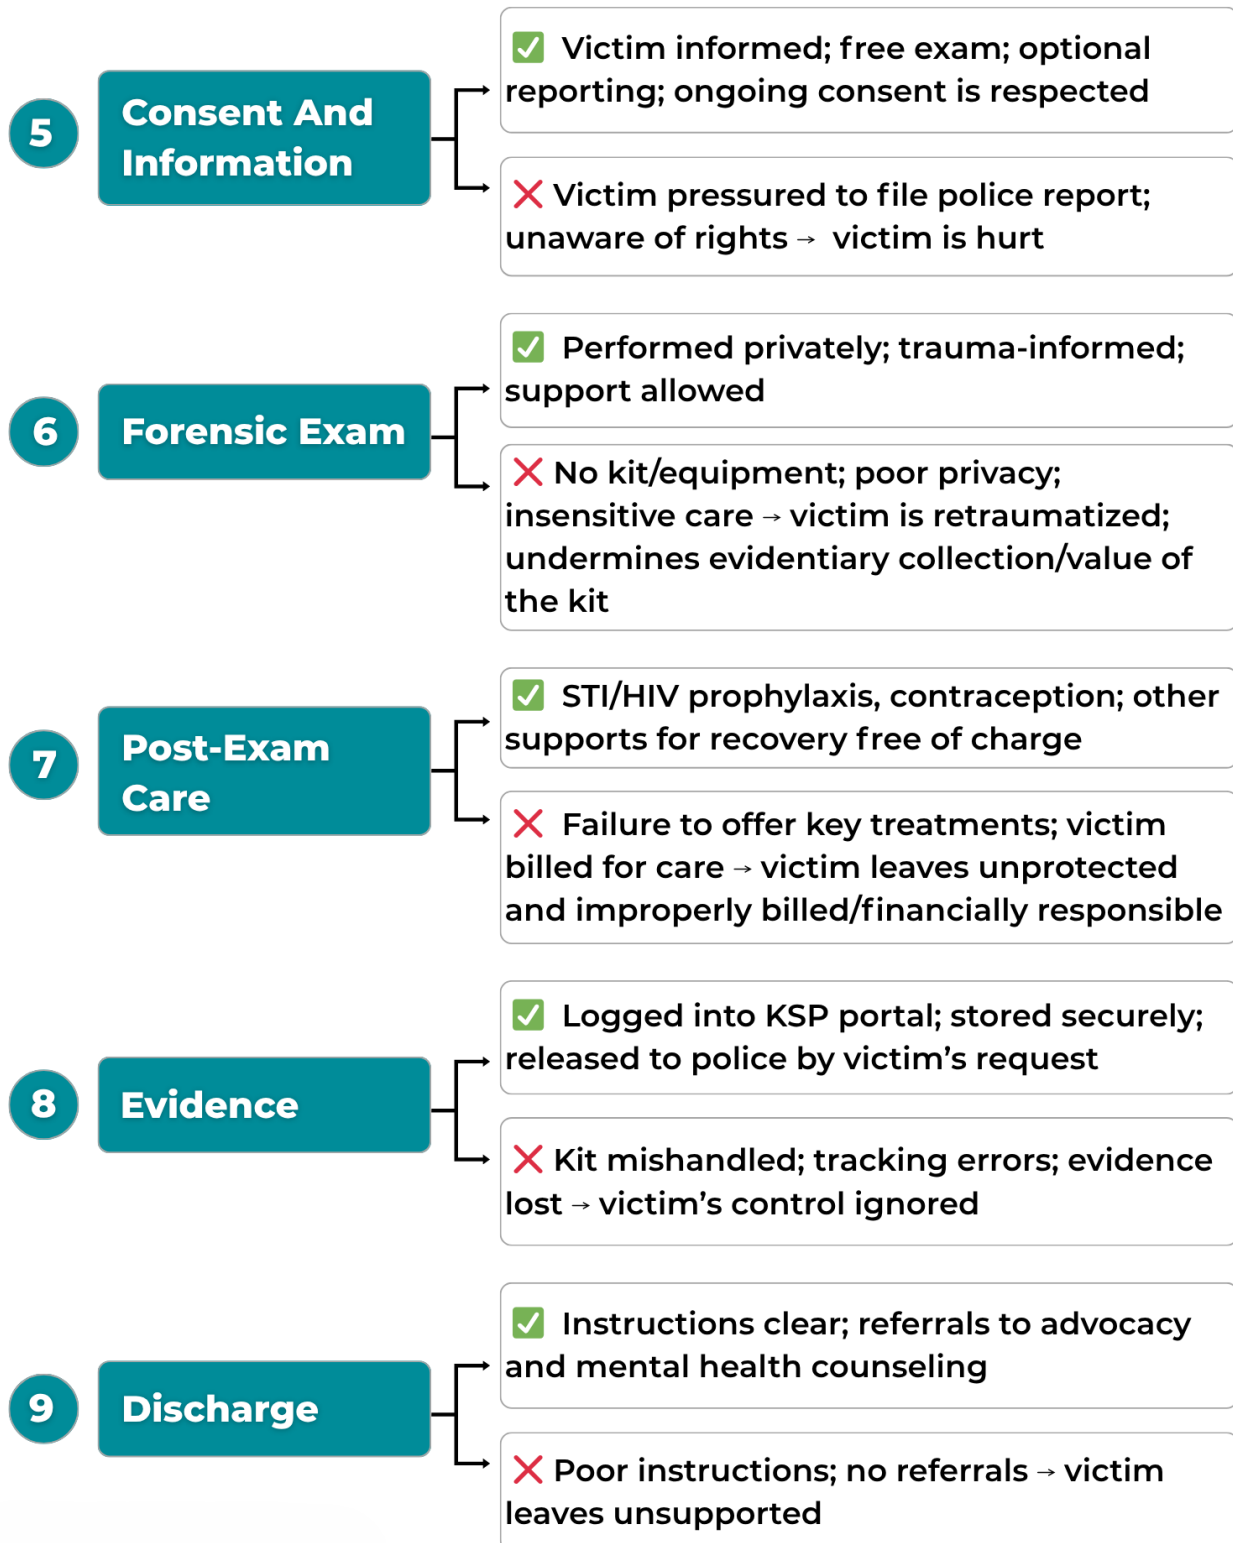 5
Consent And
Information
✅ Victim informed; free exam; optional
reporting; ongoing consent is respected
❌ Victim pressured to file police report;
unaware of rights → victim is hurt
6
Forensic Exam
✅ Performed privately; trauma-informed;
support allowed
❌ No kit/equipment; poor privacy;
insensitive care → victim is retraumatized;
undermines evidentiary collection/value of
the kit
7
Post-Exam
Care
✅ STI/HIV prophylaxis, contraception; other
supports for recovery free of charge
❌ Failure to offer key treatments; victim
billed for care → victim leaves unprotected
and improperly billed/financially responsible
8
Evidence
✅ Logged into KSP portal; stored securely;
released to police by victim’s request
❌ Kit mishandled; tracking errors; evidence
lost → victim’s control ignored
9
Discharge
✅ Instructions clear; referrals to advocacy
and mental health counseling
❌ Poor instructions; no referrals → victim
leaves unsupported